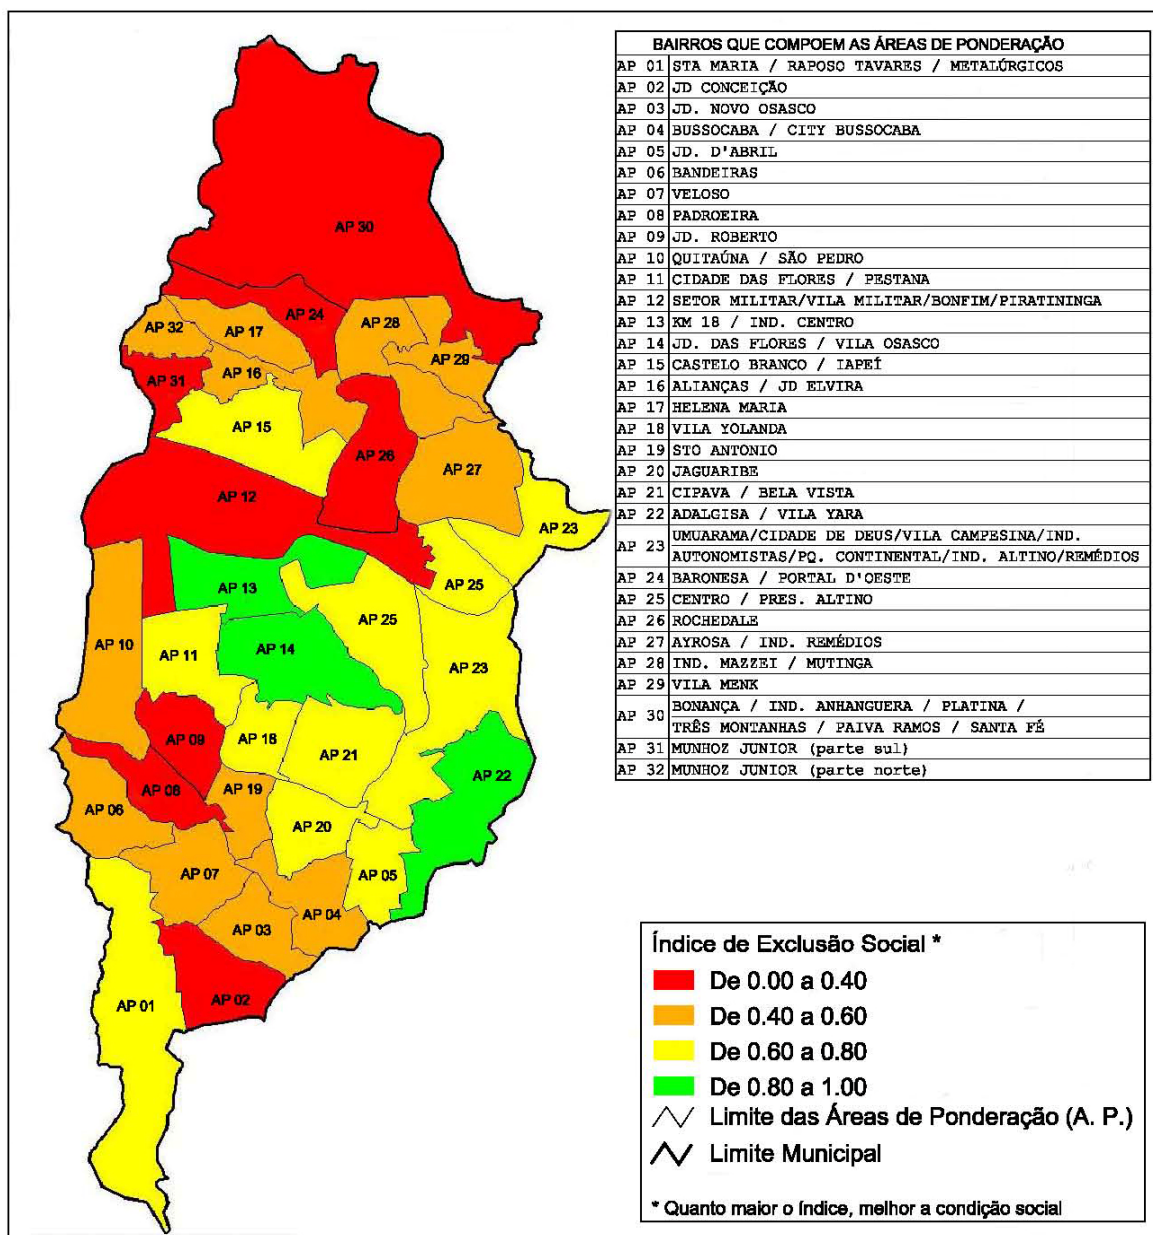 BAIRROS QUE COMPOEM AS ÁREAS DE PONDERAÇÃO
AP 01 STA MARIA / RAPOSO TAVARES / METALÚRGICOS
AP 02 JD CONCEIÇÃO
AP 03 JD. NOVO OSASCO
AP 04 BUSSOCABA / CITY BUSSOCABA
AP 05 JD. D'ABRIL
AP 06 BANDEIRAS
AP 07 VELOSO
AP 08 PADROEIRA
AP 09 JD. ROBERTO
AP 10 QUITAÚNA / SÃO PEDRO
AP 11 CIDADE DAS FLORES / PESTANA
AP 12 SETOR MILITAR/VILA MILITAR/BONFIM/PIRATININGA
AP 13 KM 18 / IND. CENTRO
AP 14 JD. DAS FLORES / VILA OSASCO
AP 15 CASTELO BRANCO / IAPEÍ
AP 16 ALIANÇAS / JD ELVIRA
AP 17 HELENA MARIA
AP 18 VILA YOLANDA
AP 19 STO ANTONIO
AP 20 JAGUARIBE
AP 21 CIPAVA / BELA VISTA
AP 22 ADALGISA / VILA YARA
AP 23 UMUARAMA/CIDADE DE DEUS/VILA CAMPESINA/IND.
AUTONOMISTAS/PQ. CONTINENTAL/IND. ALTINO/REMÉDIOS
AP 24 BARONESA / PORTAL D'OESTE
AP 25 CENTRO / PRES. ALTINO
AP 26 ROCHEDALE
AP 27 AYROSA / IND. REMÉDIOS
AP 28 IND. MAZZEI / MUTINGA
AP 29 VILA MENK
AP 30 BONANÇA / IND. ANHANGUERA / PLATINA /
TRÊS MONTANHAS / PAIVA RAMOS / SANTA FÉ
AP 31 MUNHOZ JUNIOR (parte sul)
AP 32 MUNHOZ JUNIOR (parte norte)
AP 30
AP 24
AP 28
AP 32
AP 17
AP 29
AP 16
AP 31
AP 15
AP 26
AP 27
AP 12
AP 23
AP 13
AP 25
AP 25
AP 10
AP 11
AP 14
AP 23
AP 09
AP 18
AP 21
AP 22
AP 08
AP 19
AP 06
AP 20
AP 07
AP 05
AP 04
AP 03
AP 01
AP 02
Índice de Exclusão Social *
De 0.00 a 0.40
De 0.40 a 0.60
De 0.60 a 0.80
De 0.80 a 1.00
Limite das Áreas de Ponderação (A. P.)
Limite Municipal
* Quanto maior o índice, melhor a condição social